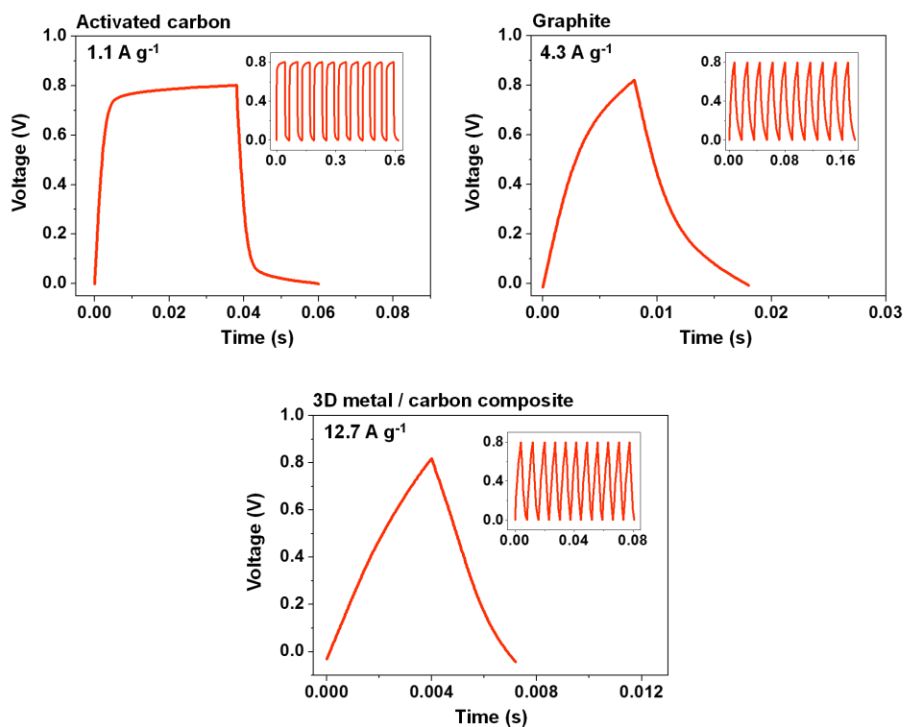 Activated carbon
1.1 A g-1
Voltage (V)
1.0
0.8
0.6
0.4
0.2
0.0
0.00 0.02 0.04 0.06 0.08
Time (s)
0.8
0.4
0.0
0.0 0.3 0.6
Graphite
4.3 A g-1
Voltage (V)
1.0
0.8
0.6
0.4
0.2
0.0
0.00 0.01 0.02 0.03
Time (s)
0.8
0.4
0.0
0.00 0.08 0.16
3D metal / carbon composite
12.7 A g-1
Voltage (V)
1.0
0.8
0.6
0.4
0.2
0.0
0.000 0.004 0.008 0.012
Time (s)
0.8
0.4
0.0
0.00 0.04 0.08